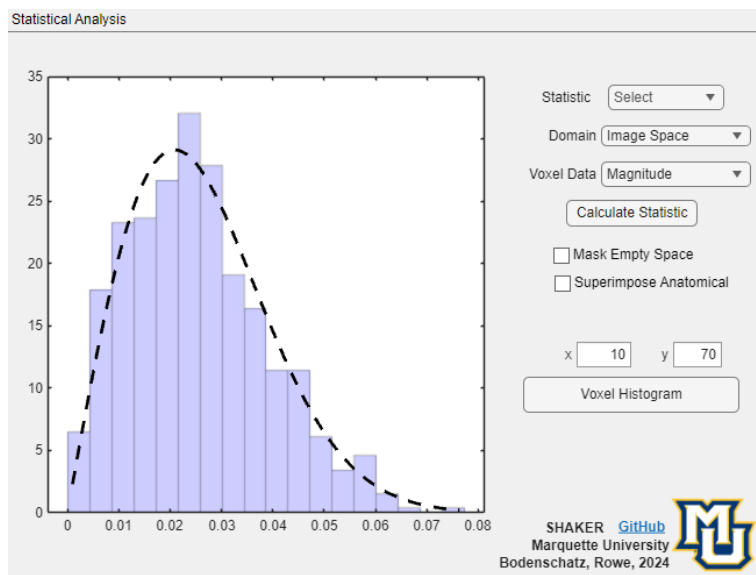 Statistical Analysis
35
30
25
20
15
10
5
0
0 0.01 0.02 0.03 0.04 0.05 0.06 0.07 0.08
Statistic Select
Domain Image Space
Voxel Data Magnitude
Calculate Statistic
Mask Empty Space
Superimpose Anatomical
x 10 y 70
Voxel Histogram
SHAKER GitHub
Marquette University
Bodenschatz, Rowe, 2024
MU